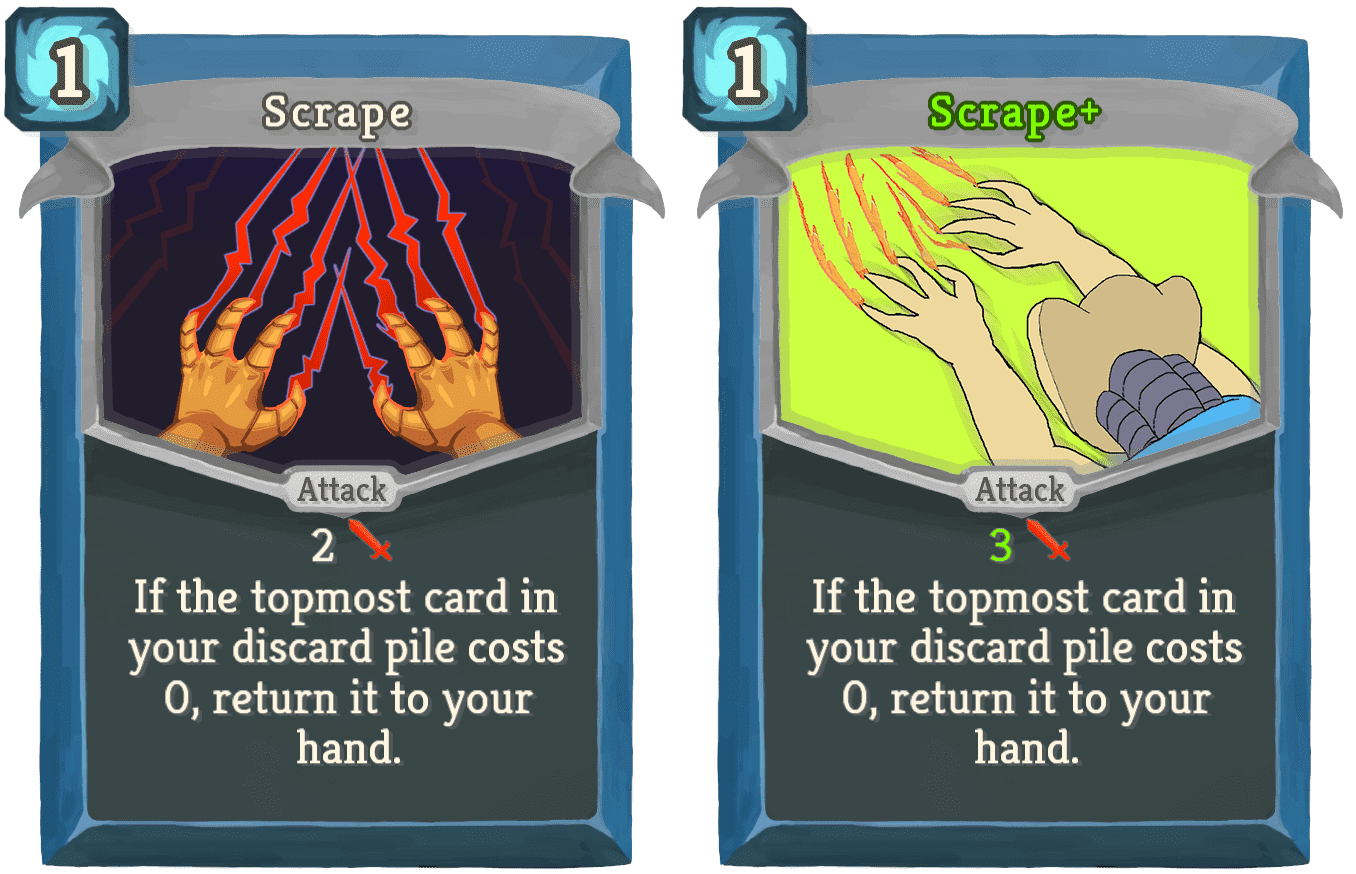 1
Scrape
Attack
2
If the topmost card in
your discard pile costs
0, return it to your
hand.
1
Scrape+
Attack
3
If the topmost card in
your discard pile costs
0, return it to your
hand.